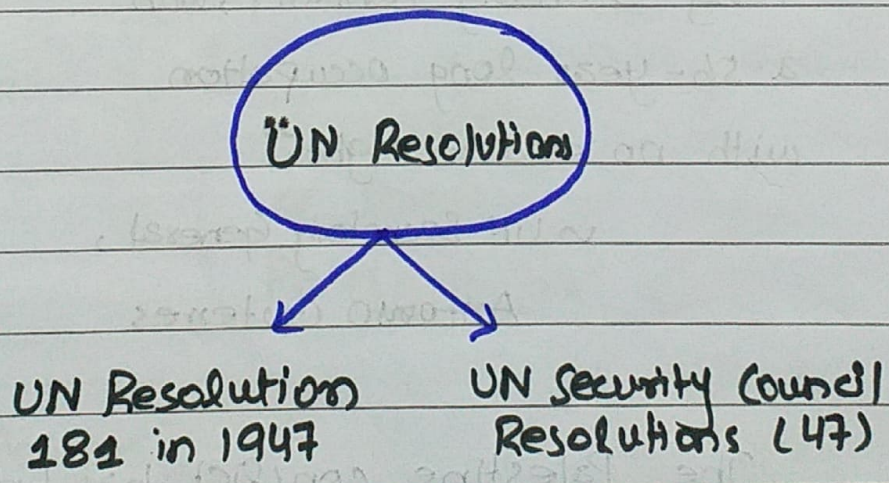 UN Resolutions
UN Resolution
181 in 1947
UN Security Council
Resolutions (47)